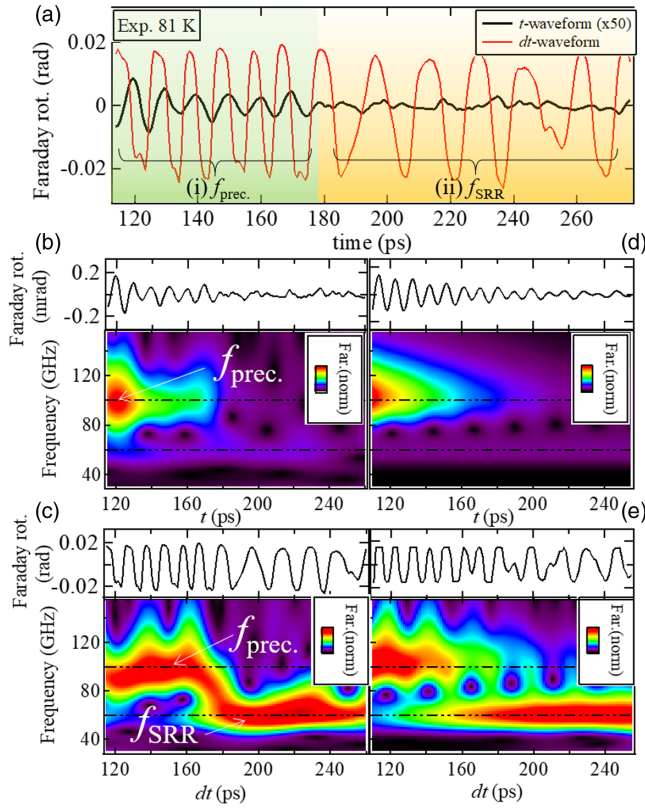 (a)
Exp. 81 K
t-waveform (x50)
dt-waveform
Faraday rot. (rad)
0.02
0
-0.02
(i) fprec.
(ii) fSRR
120 140 160 180 200 220 240 260
time (ps)
(b)
(d)
Faraday rot.
(mrad)
0.2
-0.2
Frequency (GHz)
120
80
40
fprec.
Far.(norm)
Far.(norm)
120 160 200 240
t (ps)
120 160 200 240
t (ps)
(c)
(e)
Faraday rot.
(rad)
0.02
-0.02
Frequency (GHz)
120
80
40
fprec.
fSRR
Far.(norm)
Far.(norm)
120 160 200 240
dt (ps)
120 160 200 240
dt (ps)